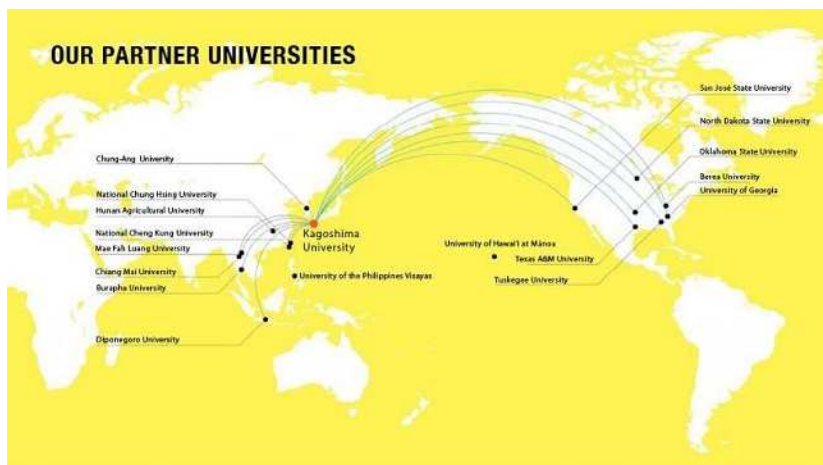 OUR PARTNER UNIVERSITIES
San José State University
North Dakota State University
Oklahoma State University
Berea University
University of Georgia
Chung-Ang University
National Chung Hsing University
Hunan Agricultural University
National Cheng Kung University
Mae Fah Luang University
Chiang Mai University
Burapha University
Diponegoro University
Kagoshima
University
University of the Philippines Visayas
University of Hawai'i at Mānoa
Texas A&M University
Tuskegee University